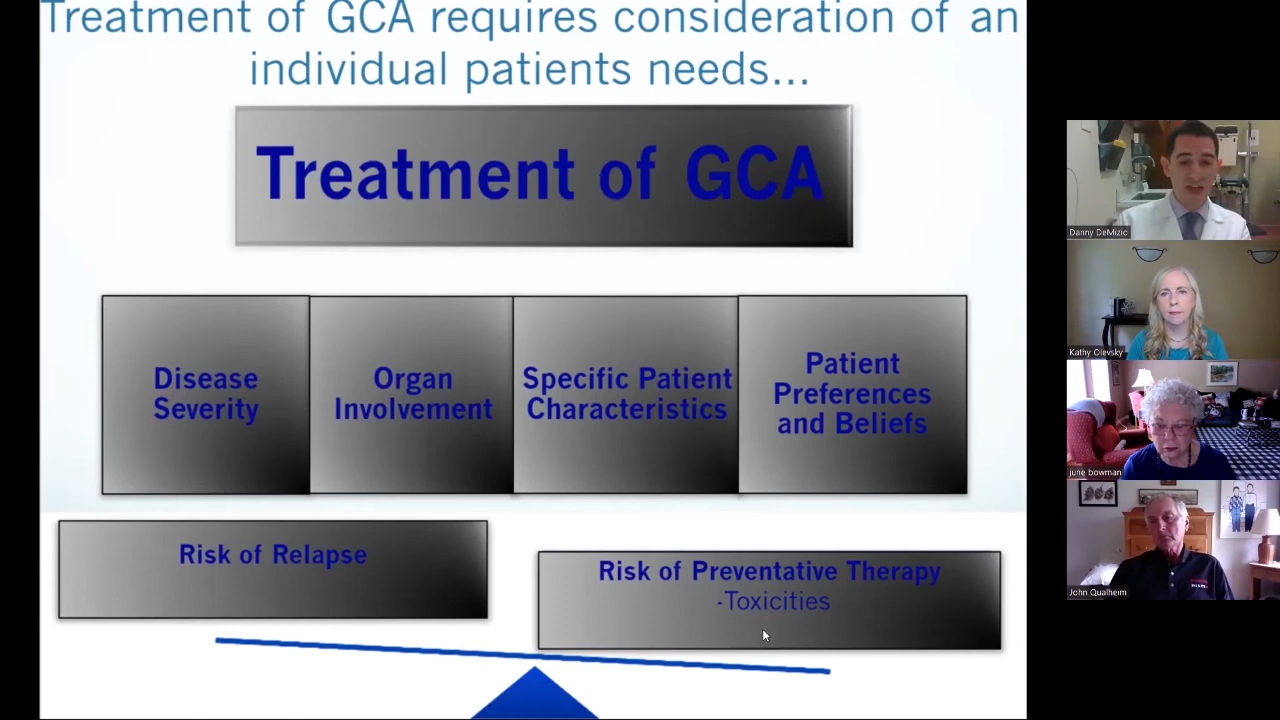 Treatment of GCA requires consideration of an
individual patients needs...
Treatment of GCA
Disease
Severity
Organ
Involvement
Specific Patient
Characteristics
Patient
Preferences
and Beliefs
Risk of Relapse
Risk of Preventative Therapy
-Toxicities
Danny DeMizio
Kathy Olevsky
june bowman
John Qualheim